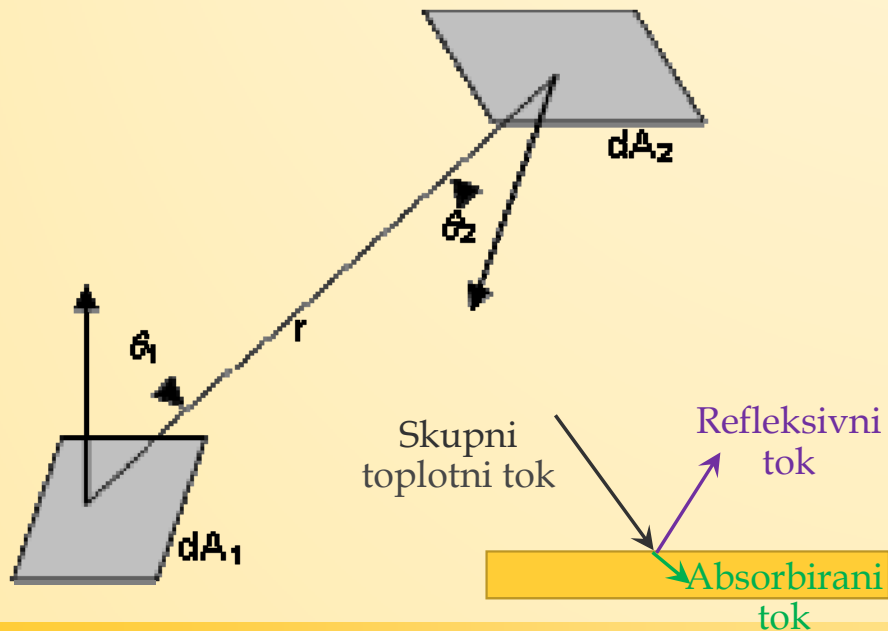 dA₂
θ₂
r
θ₁
dA₁
Skupni
toplotni tok
Refleksivni
tok
Absorbirani
tok